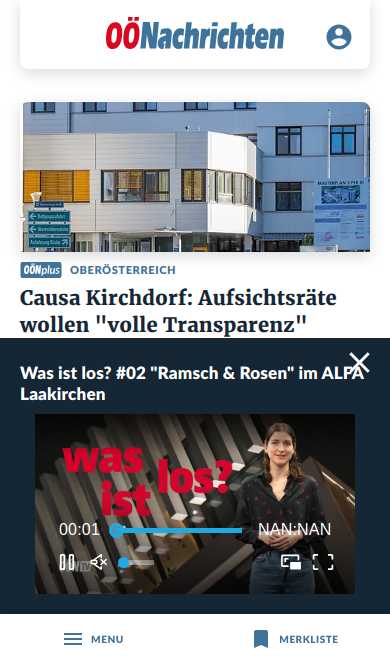 OÖNachrichten
OÖNplus OBERÖSTERREICH
Causa Kirchdorf: Aufsichtsräte
wollen "volle Transparenz"
Was ist los? #02 "Ramsch & Rosen" im ALFA
Laakirchen
was
ist los?
00:01
NAN:NAN
MENU
MERKLISTE